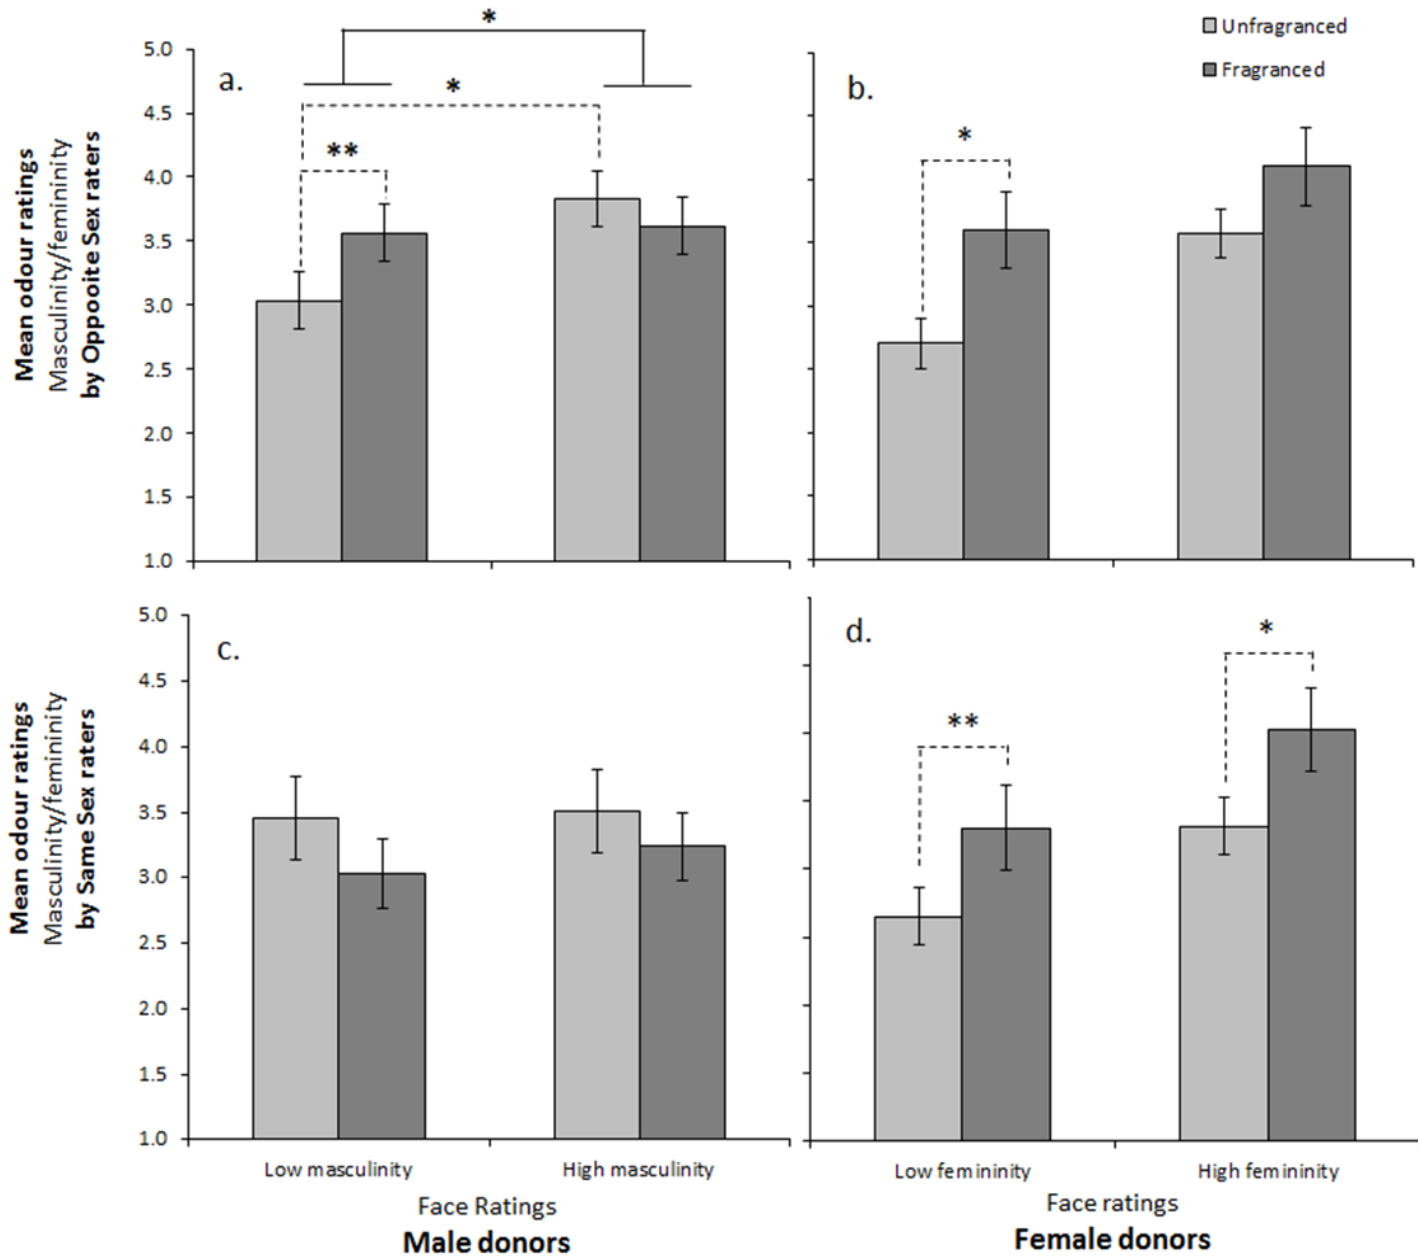 *
Unfragranced
Fragranced
Mean odour ratings
Masculinity/femininity
by Oppooite Sex raters
5.0
4.5
4.0
3.5
3.0
2.5
2.0
1.5
1.0
a.
*
**
b.
*
Mean odour ratings
Masculinity/femininity
by Same Sex raters
5.0
4.5
4.0
3.5
3.0
2.5
2.0
1.5
1.0
c.
d.
**
*
Low masculinity
High masculinity
Face Ratings
Male donors
Low femininity
High femininity
Face ratings
Female donors